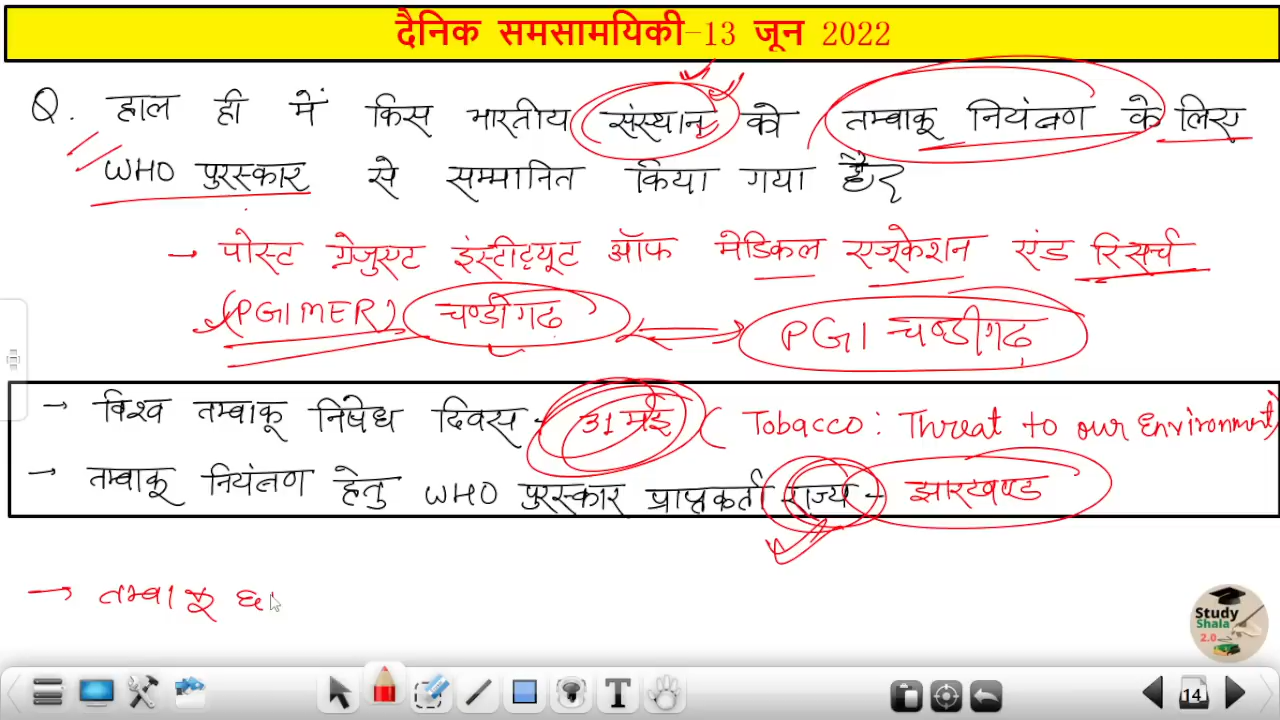 दैनिक समसामयिकी-13 जून 2022
Q. हाल ही में किस भारतीय संस्थान को तम्बाकू नियंत्रण के लिए
WHO पुरस्कार से सम्मानित किया गया है?
→ पोस्ट ग्रेजुएट इंस्टीट्यूट ऑफ मेडिकल एजूकेशन एंड रिसर्च
(PGIMER) चण्डीगढ़ ↔ PGI चण्डीगढ़
→ विश्व तम्बाकू निषेध दिवस - 31 मई (Tobacco: Threat to our Environment)
→ तम्बाकू नियंत्रण हेतु WHO पुरस्कार प्राप्तकर्ता राज्य - झारखण्ड
→ तम्बाकू
Study
Shala
2.0
T
14